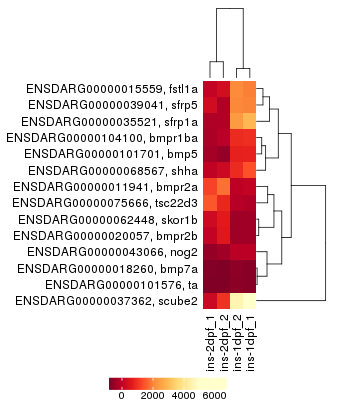 ENSDARG00000015559, fstl1a
ENSDARG00000039041, sfrp5
ENSDARG00000035521, sfrp1a
ENSDARG00000104100, bmpr1ba
ENSDARG00000101701, bmp5
ENSDARG00000068567, shha
ENSDARG00000011941, bmpr2a
ENSDARG00000075666, tsc22d3
ENSDARG00000062448, skor1b
ENSDARG00000020057, bmpr2b
ENSDARG00000043066, nog2
ENSDARG00000018260, bmp7a
ENSDARG00000101576, ta
ENSDARG00000037362, scube2
ins-2dpf_1
ins-2dpf_2
ins-1dpf_2
ins-1dpf_1
0 2000 4000 6000